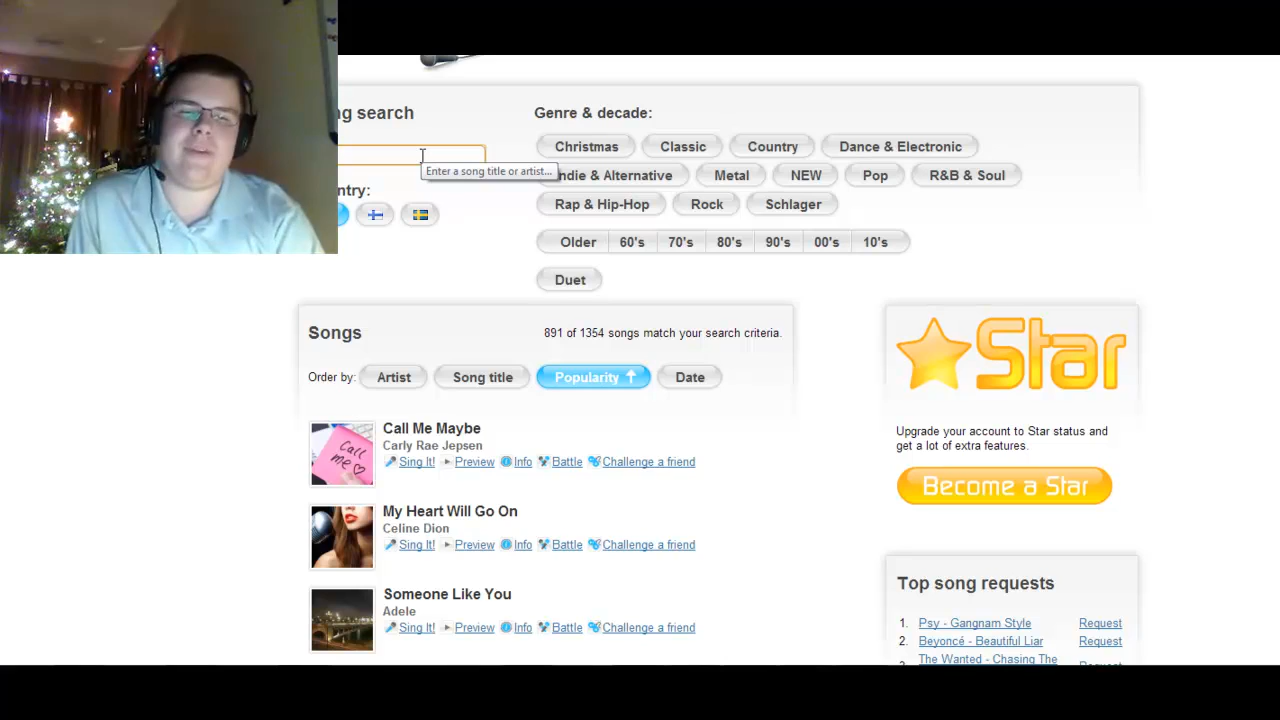 ng search
Genre & decade:
Christmas Classic Country Dance & Electronic
Enter a song title or artist...
ndie & Alternative Metal NEW Pop R&B & Soul
ntry:
Rap & Hip-Hop Rock Schlager
Older 60's 70's 80's 90's 00's 10's
Duet
Songs
891 of 1354 songs match your search criteria.
Order by: Artist Song title Popularity Date
Star
Call Me Maybe
Carly Rae Jepsen
Sing It! Preview Info Battle Challenge a friend
Call
me
Upgrade your account to Star status and
get a lot of extra features.
Become a Star
My Heart Will Go On
Celine Dion
Sing It! Preview Info Battle Challenge a friend
Someone Like You
Adele
Sing It! Preview Info Battle Challenge a friend
Top song requests
1. Psy - Gangnam Style Request
2. Beyoncé - Beautiful Liar Request
The Wanted - Chasing The